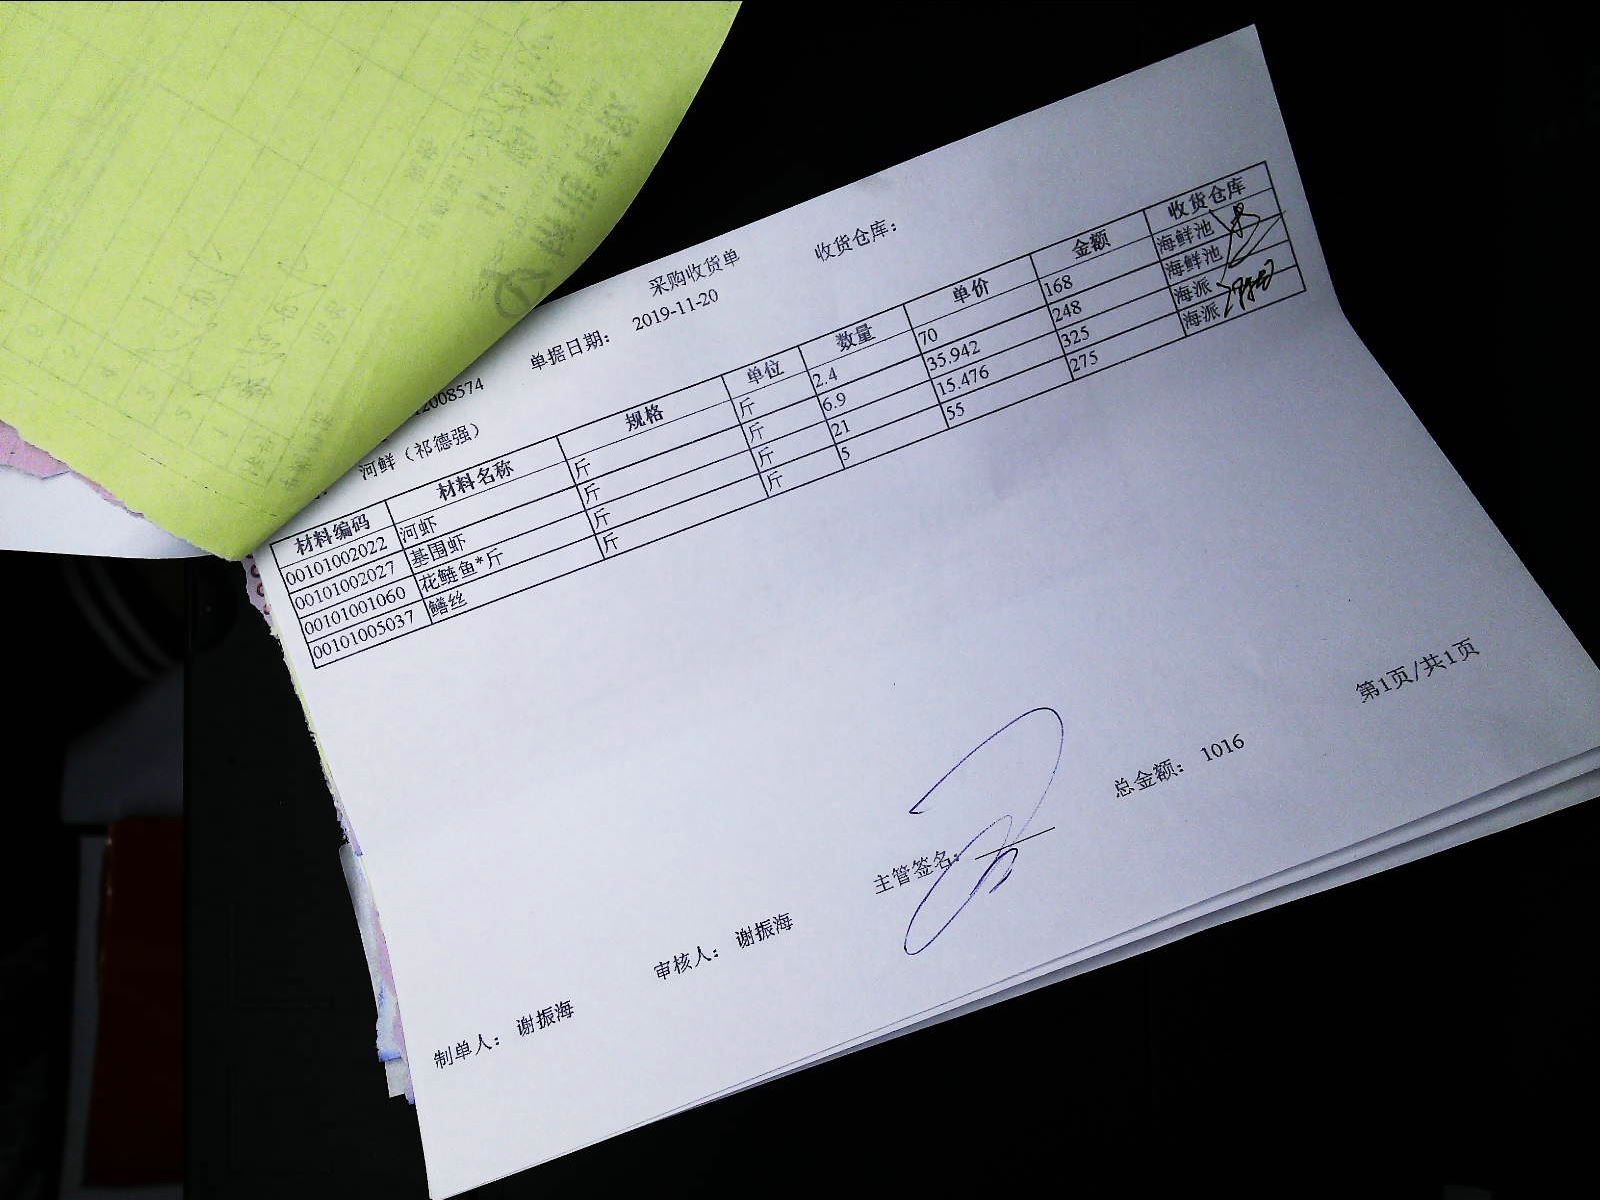 采购收货单
收货仓库：
单据日期： 2019-11-20
2008574
河鲜（祁德强）
材料编码 材料名称 规格 单位 数量 单价 金额 收货仓库
00101002022 河虾 斤 斤 2.4 70 168 海鲜池
00101002027 基围虾 斤 斤 6.9 35.942 248 海鲜池
00101001060 花鲢鱼*斤 斤 斤 21 15.476 325 海派
00101005037 鳝丝 斤 斤 5 55 275 海派
制单人： 谢振海 审核人： 谢振海 主管签名： 总金额： 1016 第1页/共1页